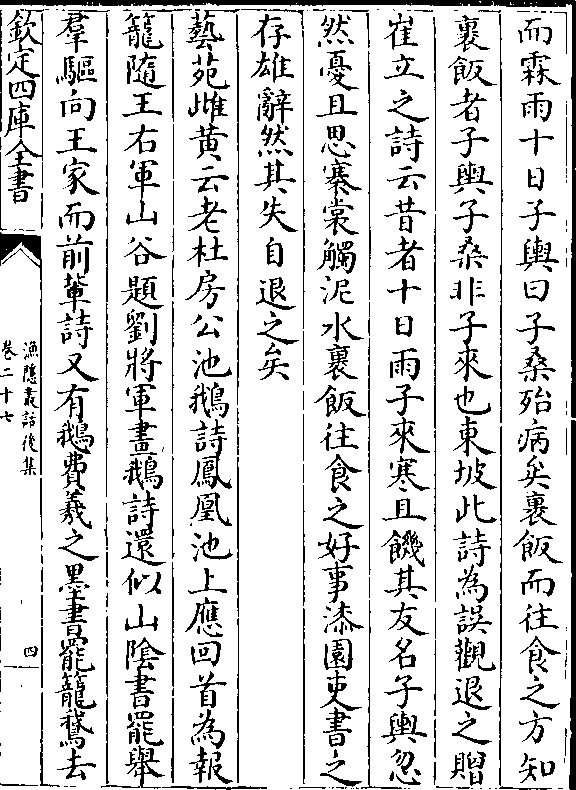 而霖雨十日子輿曰子桑殆病矣裹飯而往食之方知
裹飯者子輿子桑非子來也東坡此詩為誤觀退之贈
崔立之詩云昔者十日雨子來寒且饑其友名子輿忽
然憂且思褰裳觸泥水裹飯往食之好事漆園吏書之
存雄辭然其失自退之矣
藝苑雌黄云老杜房公池鵝詩鳳凰池上應回首為報
籠隨王右軍山谷題劉將軍畫鵝詩還似山陰書罷舉
羣驅向王家而前輩詩又有鵝費羲之墨書罷籠鵝去
欽定四庫全書
漁隱叢話後集
卷二十七
四